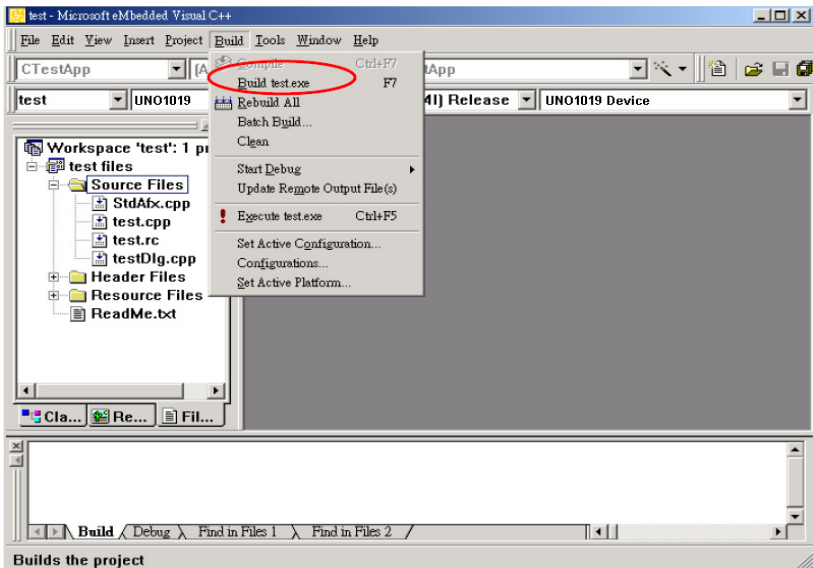 test - Microsoft eMbedded Visual C++
File Edit View Insert Project Build Tools Window Help
CTestApp [A tApp
test UNO1019 4I] Release UNO1019 Device
Compile Ctrl+F7
Build test.exe F7
Rebuild All
Batch Build...
Clean
Start Debug
Update Remote Output File(s)
Execute test.exe Ctrl+F5
Set Active Configuration...
Configurations...
Set Active Platform...
Workspace 'test': 1 pr
test files
Source Files
StdAfx.cpp
test.cpp
test.rc
testDlg.cpp
Header Files
Resource Files
ReadMe.txt
Cla... Re... Fil...
Build Debug Find in Files 1 Find in Files 2
Builds the project